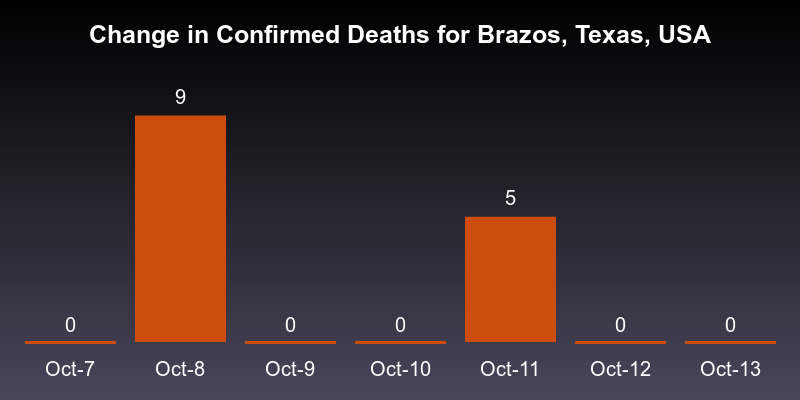 Change in Confirmed Deaths for Brazos, Texas, USA
9
5
0 0 0 0 0
Oct-7 Oct-8 Oct-9 Oct-10 Oct-11 Oct-12 Oct-13